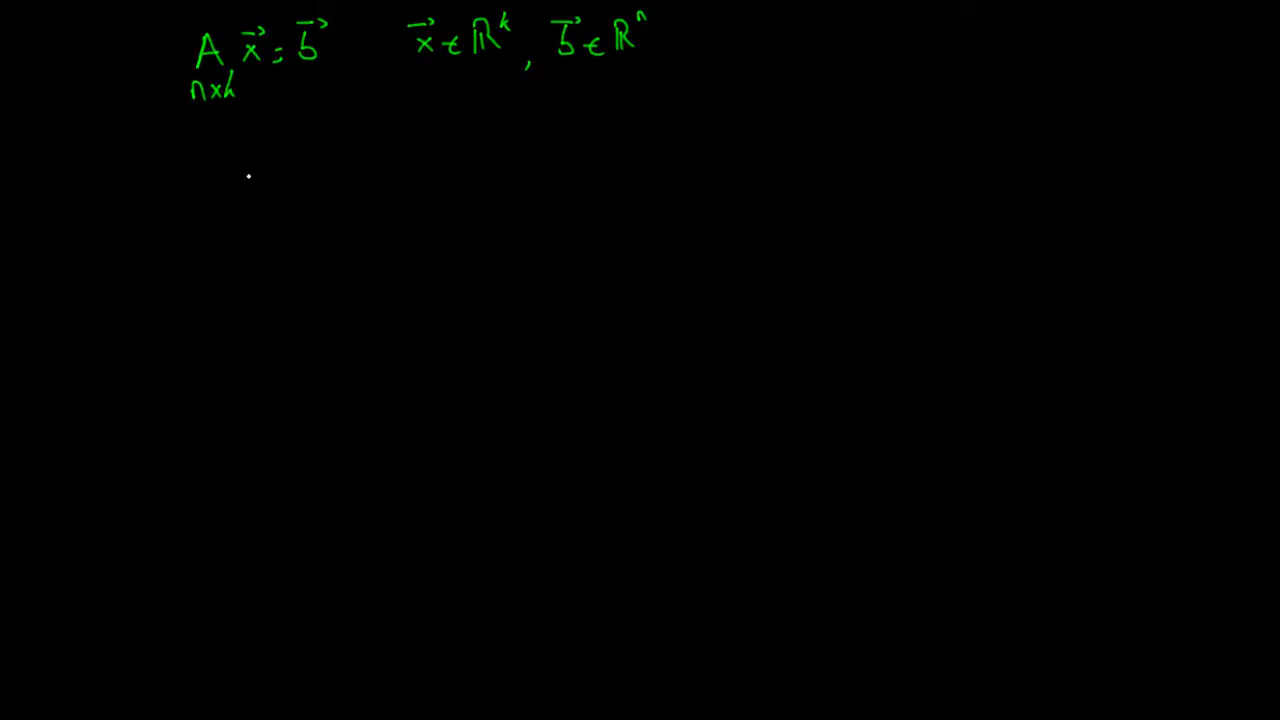 A x⃗ = b⃗ x⃗ ∈ ℝᵏ , b⃗ ∈ ℝⁿ
n×k